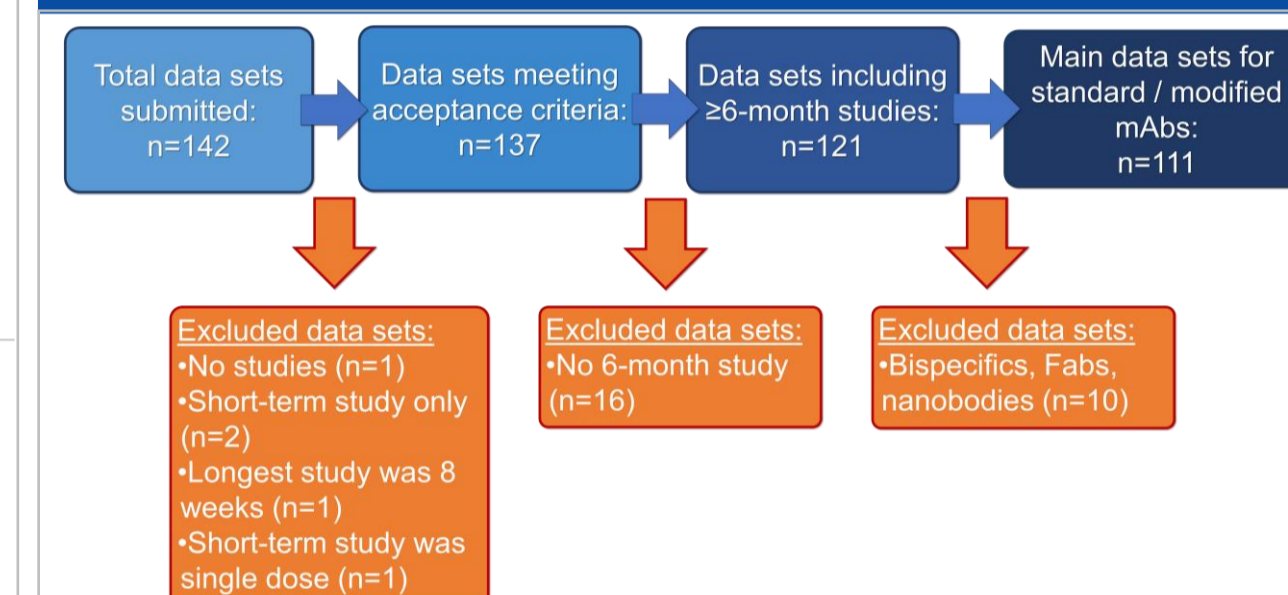 Total data sets
submitted:
n=142
Data sets meeting
acceptance criteria:
n=137
Data sets including
≥6-month studies:
n=121
Main data sets for
standard / modified
mAbs:
n=111
Excluded data sets:
•No studies (n=1)
•Short-term study only
(n=2)
•Longest study was 8
weeks (n=1)
•Short-term study was
single dose (n=1)
Excluded data sets:
•No 6-month study
(n=16)
Excluded data sets:
•Bispecifics, Fabs,
nanobodies (n=10)